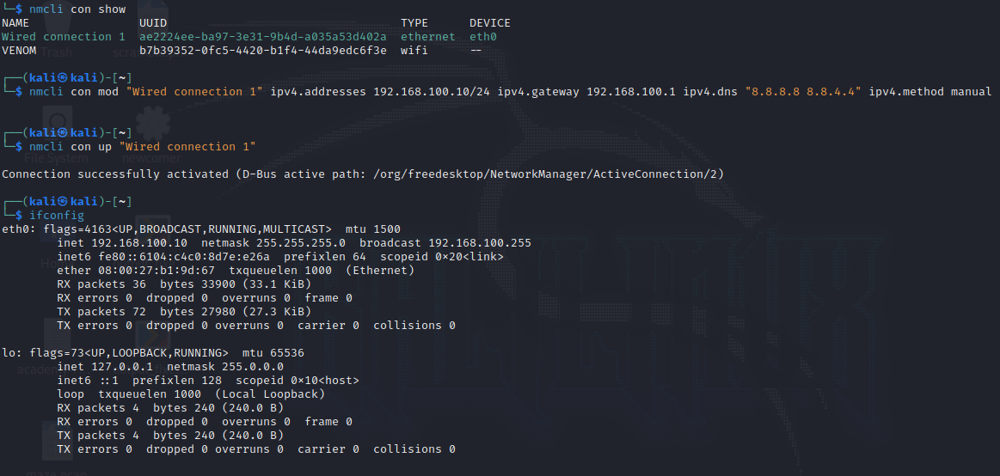 └─$ nmcli con show
NAME                UUID                                  TYPE      DEVICE
Wired connection 1  ae2224ee-ba97-3e31-9b4d-a035a53d402a  ethernet  eth0
VENOM               b7b39352-0fc5-4420-b1f4-44da9edc6f3e  wifi      --
Trash
┌──(kali㉿kali)-[~]
└─$ nmcli con mod "Wired connection 1" ipv4.addresses 192.168.100.10/24 ipv4.gateway 192.168.100.1 ipv4.dns "8.8.8.8 8.8.4.4" ipv4.method manual
┌──(kali㉿kali)-[~]
└─$ nmcli con up "Wired connection 1"
File System newcomer
Connection successfully activated (D-Bus active path: /org/freedesktop/NetworkManager/ActiveConnection/2)
┌──(kali㉿kali)-[~]
└─$ ifconfig
eth0: flags=4163<UP,BROADCAST,RUNNING,MULTICAST>  mtu 1500
        inet 192.168.100.10  netmask 255.255.255.0  broadcast 192.168.100.255
        inet6 fe80::6104:c4c0:8d7e:e26a  prefixlen 64  scopeid 0x20<link>
        ether 08:00:27:b1:9d:67  txqueuelen 1000  (Ethernet)
        RX packets 36  bytes 33900 (33.1 KiB)
        RX errors 0  dropped 0  overruns 0  frame 0
        TX packets 72  bytes 27980 (27.3 KiB)
        TX errors 0  dropped 0 overruns 0  carrier 0  collisions 0
lo: flags=73<UP,LOOPBACK,RUNNING>  mtu 65536
        inet 127.0.0.1  netmask 255.0.0.0
        inet6 ::1  prefixlen 128  scopeid 0x10<host>
        loop  txqueuelen 1000  (Local Loopback)
        RX packets 4  bytes 240 (240.0 B)
        RX errors 0  dropped 0  overruns 0  frame 0
        TX packets 4  bytes 240 (240.0 B)
        TX errors 0  dropped 0 overruns 0  carrier 0  collisions 0